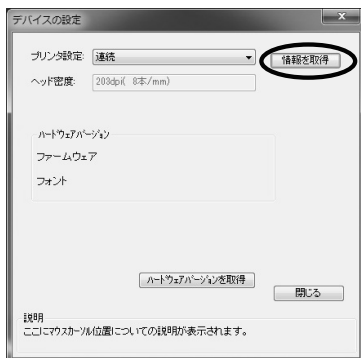 デバイスの設定
プリンタ設定: 連続 情報を取得
ヘッド密度: 203dpi( 8本/mm)
ハードウェアバージョン
ファームウェア
フォント
ハードウェアバージョンを取得
閉じる
説明
ここにマウスカーソル位置についての説明が表示されます。